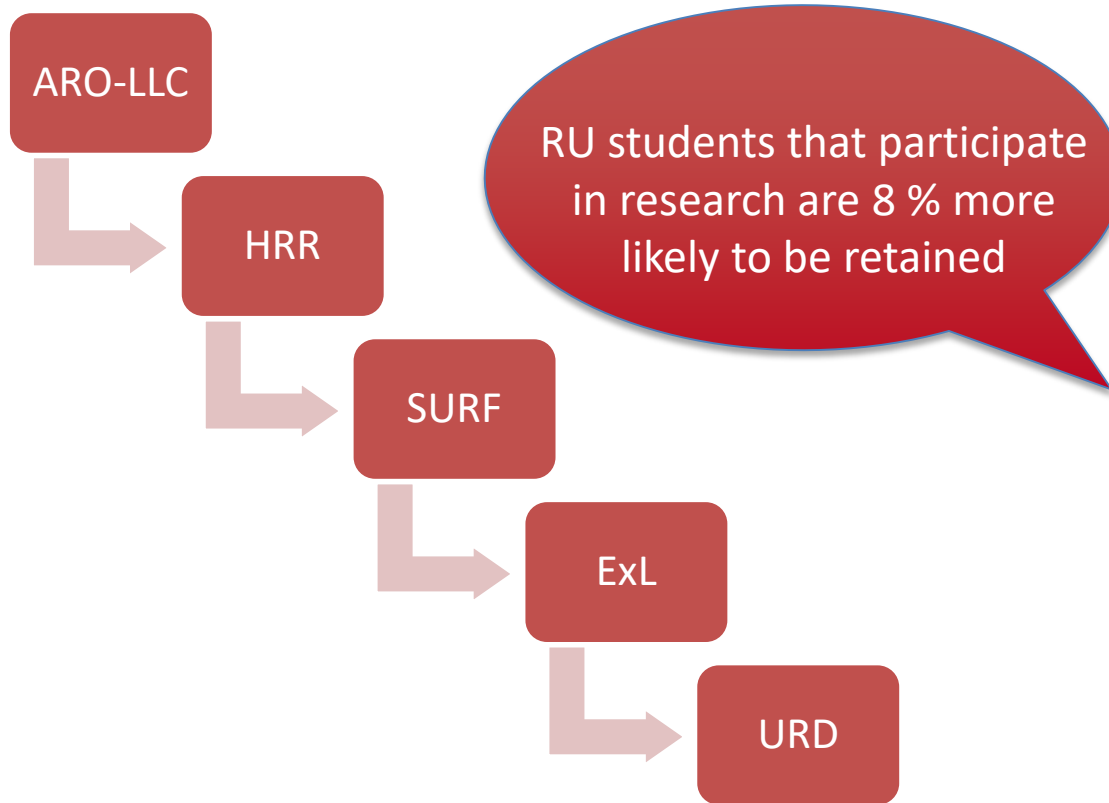 ARO-LLC
RU students that participate
in research are 8 % more
likely to be retained
HRR
SURF
ExL
URD